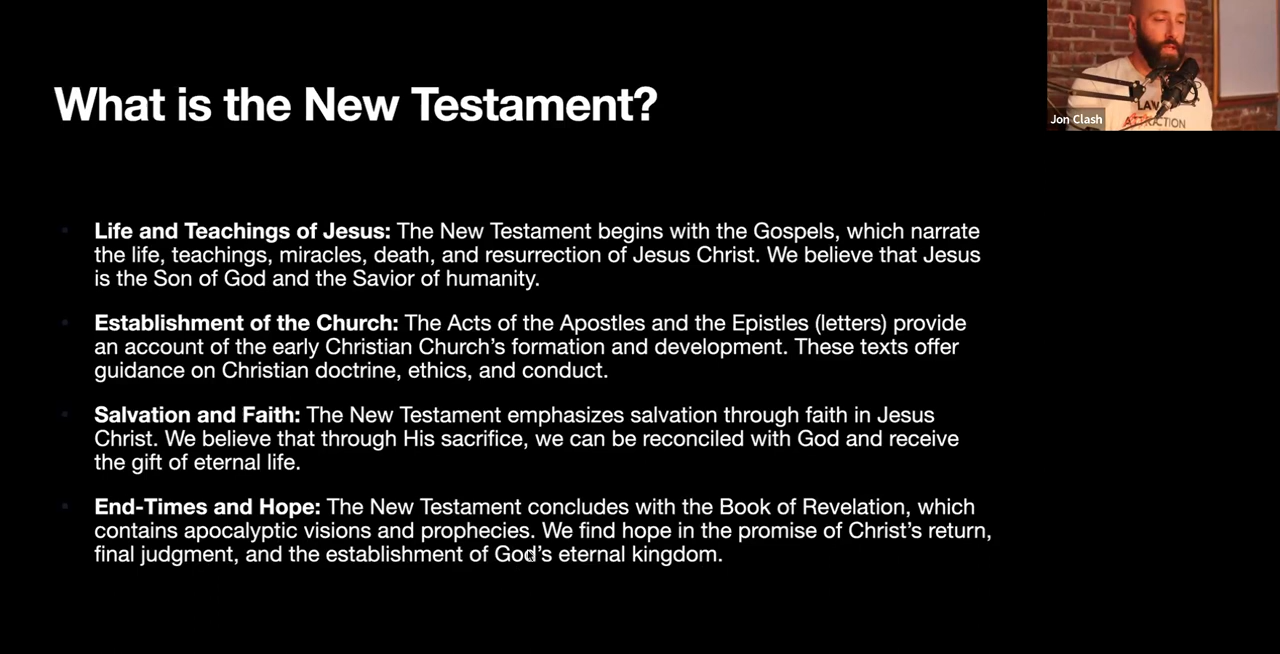 What is the New Testament?
Jon Clash
Life and Teachings of Jesus: The New Testament begins with the Gospels, which narrate
the life, teachings, miracles, death, and resurrection of Jesus Christ. We believe that Jesus
is the Son of God and the Savior of humanity.
Establishment of the Church: The Acts of the Apostles and the Epistles (letters) provide
an account of the early Christian Church’s formation and development. These texts offer
guidance on Christian doctrine, ethics, and conduct.
Salvation and Faith: The New Testament emphasizes salvation through faith in Jesus
Christ. We believe that through His sacrifice, we can be reconciled with God and receive
the gift of eternal life.
End-Times and Hope: The New Testament concludes with the Book of Revelation, which
contains apocalyptic visions and prophecies. We find hope in the promise of Christ’s return,
final judgment, and the establishment of God’s eternal kingdom.